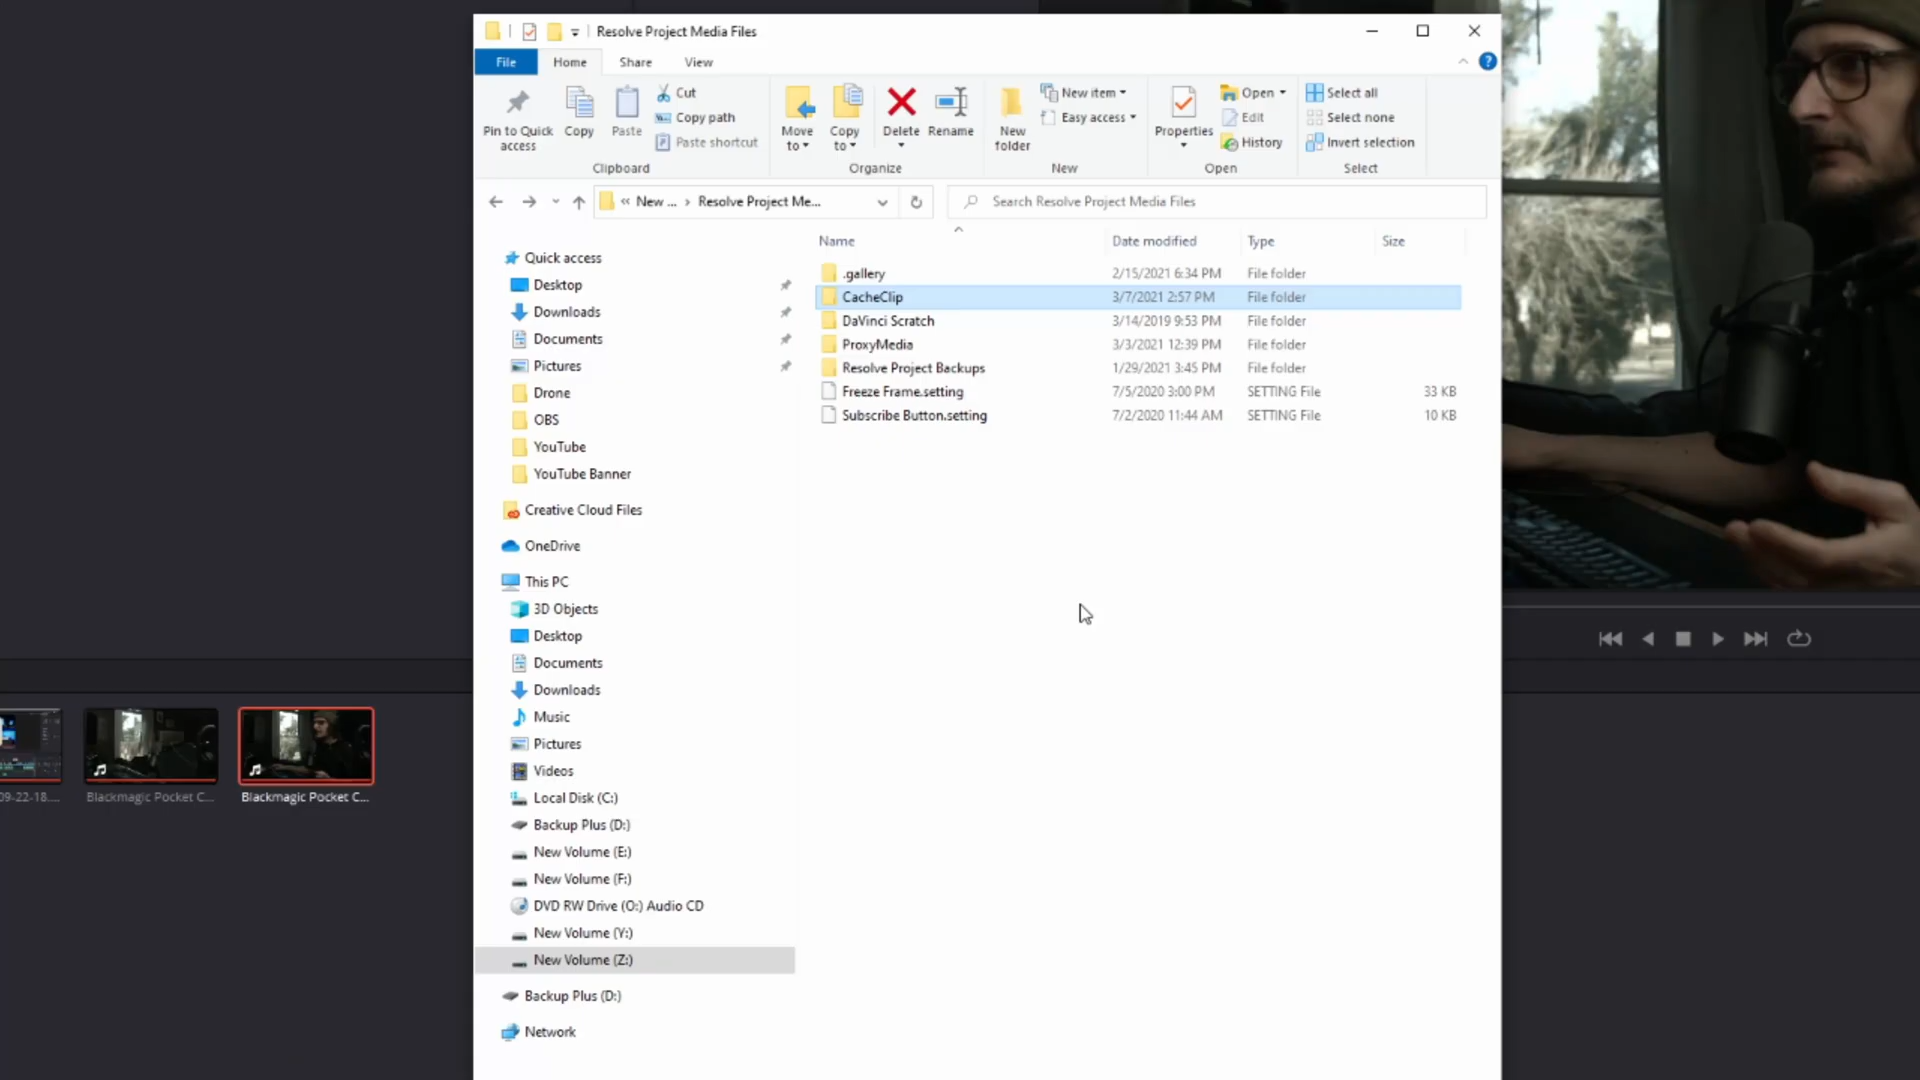 Resolve Project Media Files
File Home Share View
Pin to Quick access
Copy
Paste
Cut
Copy path
Paste shortcut
Clipboard
Move to
Copy to
Delete
Rename
Organize
New folder
New item
Easy access
New
Properties
Open
Edit
History
Open
Select all
Select none
Invert selection
Select
« New ... › Resolve Project Me...
Search Resolve Project Media Files
Name Date modified Type Size
.gallery 2/15/2021 6:34 PM File folder
CacheClip 3/7/2021 2:57 PM File folder
DaVinci Scratch 3/14/2019 9:53 PM File folder
ProxyMedia 3/3/2021 12:39 PM File folder
Resolve Project Backups 1/29/2021 3:45 PM File folder
Freeze Frame.setting 7/5/2020 3:00 PM SETTING File 33 KB
Subscribe Button.setting 7/2/2020 11:44 AM SETTING File 10 KB
Quick access
Desktop
Downloads
Documents
Pictures
Drone
OBS
YouTube
YouTube Banner
Creative Cloud Files
OneDrive
This PC
3D Objects
Desktop
Documents
Downloads
Music
Pictures
Videos
Local Disk (C:)
Backup Plus (D:)
New Volume (E:)
New Volume (F:)
DVD RW Drive (O:) Audio CD
New Volume (Y:)
New Volume (Z:)
Backup Plus (D:)
Network
09-22-18....
Blackmagic Pocket C...
Blackmagic Pocket C...